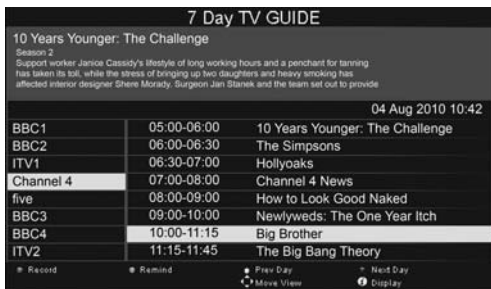 7 Day TV GUIDE
10 Years Younger: The Challenge
Season 2
Support worker Janice Cassidy's lifestyle of long working hours and a penchant for tanning
has taken its toll, while the stress of bringing up two daughters and heavy smoking has
affected interior designer Shere Morady. Surgeon Jan Stanek and the team set out to provide
04 Aug 2010 10:42
BBC1 05:00-06:00 10 Years Younger: The Challenge
BBC2 06:00-06:30 The Simpsons
ITV1 06:30-07:00 Hollyoaks
Channel 4 07:00-08:00 Channel 4 News
five 08:00-09:00 How to Look Good Naked
BBC3 09:00-10:00 Newlyweds: The One Year Itch
BBC4 10:00-11:15 Big Brother
ITV2 11:15-11:45 The Big Bang Theory
Record Remind Prev Day Next Day
Move View Display